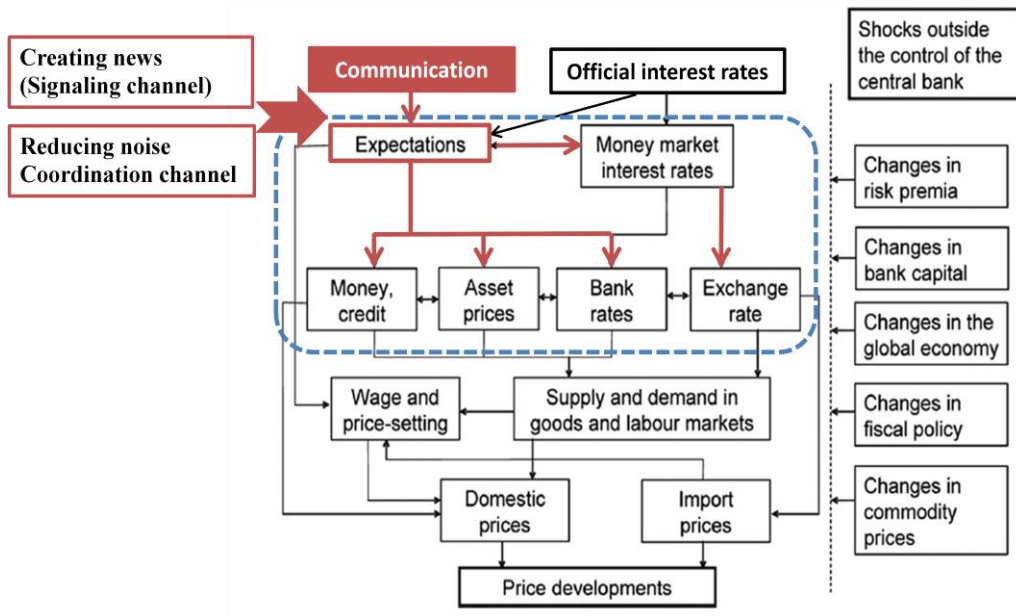 Creating news
(Signaling channel)
Reducing noise
Coordination channel
Communication
Official interest rates
Shocks outside
the control of the
central bank
Expectations
Money market
interest rates
Changes in
risk premia
Changes in
bank capital
Money,
credit
Asset
prices
Bank
rates
Exchange
rate
Changes in the
global economy
Wage and
price-setting
Supply and demand in
goods and labour markets
Changes in
fiscal policy
Domestic
prices
Import
prices
Changes in
commodity
prices
Price developments